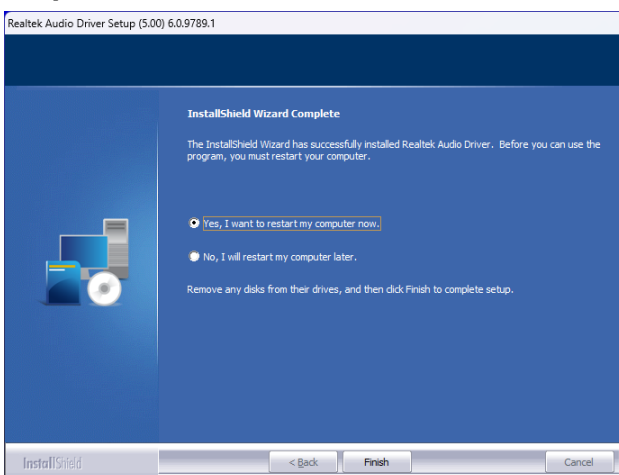 Realtek Audio Driver Setup (5.00) 6.0.9789.1
InstallShield Wizard Complete
The InstallShield Wizard has successfully installed Realtek Audio Driver. Before you can use the
program, you must restart your computer.
Yes, I want to restart my computer now.
No, I will restart my computer later.
Remove any disks from their drives, and then click Finish to complete setup.
InstallShield
< Back
Finish
Cancel